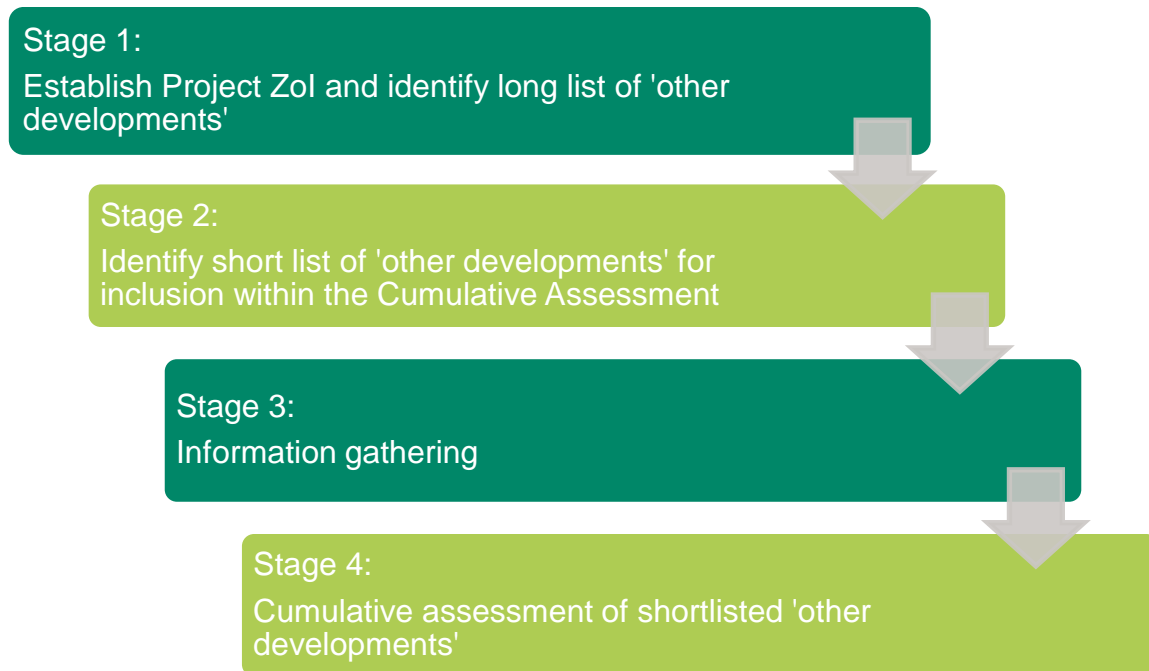 Stage 1:
Establish Project ZoI and identify long list of 'other
developments'
Stage 2:
Identify short list of 'other developments' for
inclusion within the Cumulative Assessment
Stage 3:
Information gathering
Stage 4:
Cumulative assessment of shortlisted 'other
developments'